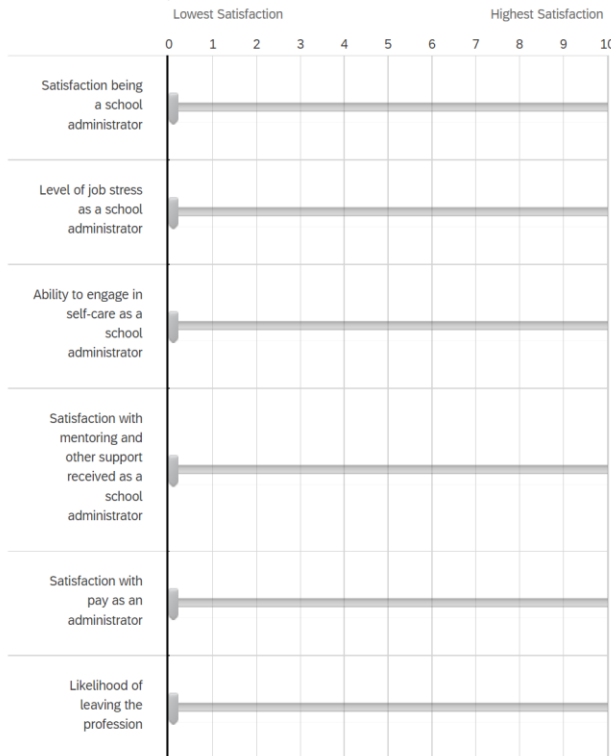 Lowest Satisfaction Highest Satisfaction
0 1 2 3 4 5 6 7 8 9 10
Satisfaction being
a school
administrator
Level of job stress
as a school
administrator
Ability to engage in
self-care as a
school
administrator
Satisfaction with
mentoring and
other support
received as a
school
administrator
Satisfaction with
pay as an
administrator
Likelihood of
leaving the
profession